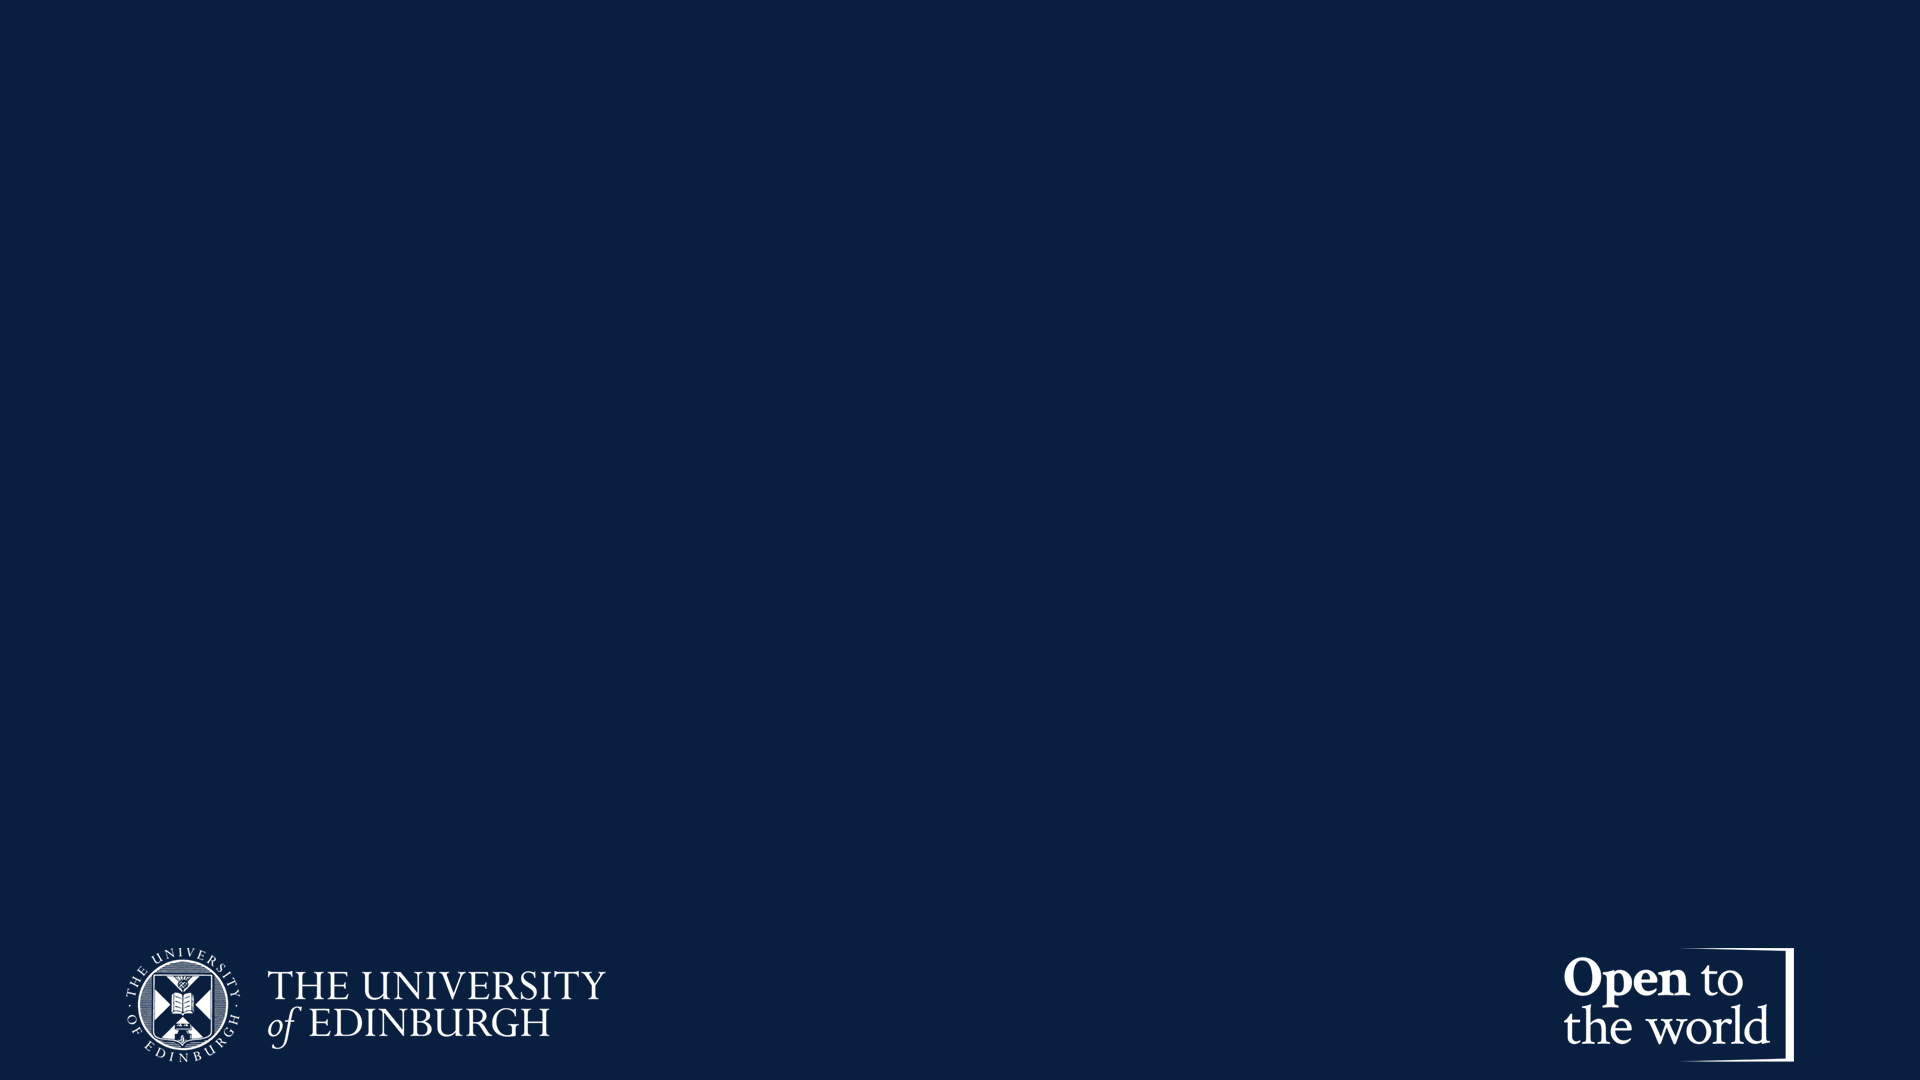 THE UNIVERSITY OF EDINBURGH
THE UNIVERSITY
of EDINBURGH
Open to
the world